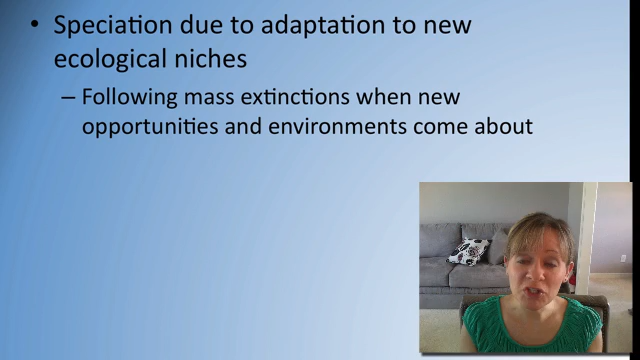 • Speciation due to adaptation to new
ecological niches
– Following mass extinctions when new
opportunities and environments come about